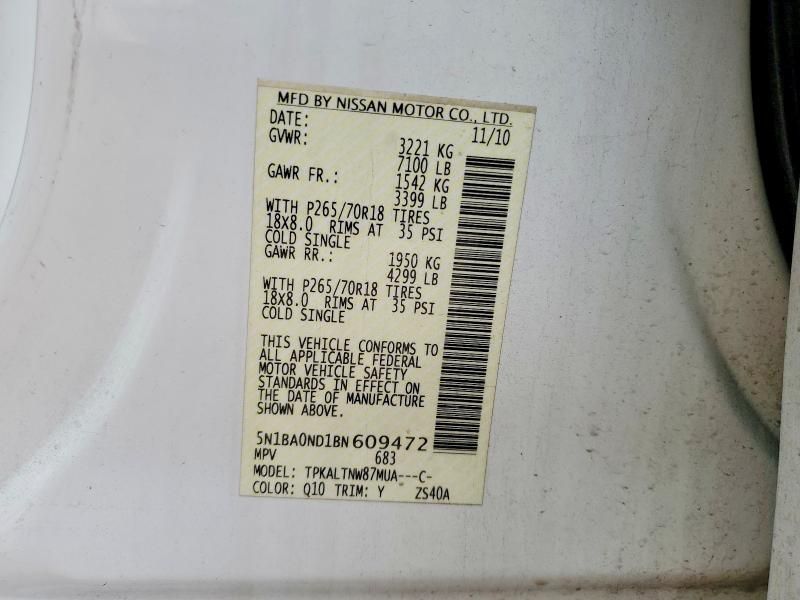 MFD BY NISSAN MOTOR CO., LTD.
DATE: 11/10
GVWR: 3221 KG
7100 LB
GAWR FR.: 1542 KG
3399 LB
WITH P265/70R18 TIRES
18X8.0 RIMS AT 35 PSI
COLD SINGLE
GAWR RR.: 1950 KG
4299 LB
WITH P265/70R18 TIRES
18X8.0 RIMS AT 35 PSI
COLD SINGLE
THIS VEHICLE CONFORMS TO
ALL APPLICABLE FEDERAL
MOTOR VEHICLE SAFETY
STANDARDS IN EFFECT ON
THE DATE OF MANUFACTURE
SHOWN ABOVE.
5N1BA0ND1BN609472
MPV 683
MODEL: TPKALTNW87MUA---C-
COLOR: Q10 TRIM: Y ZS40A